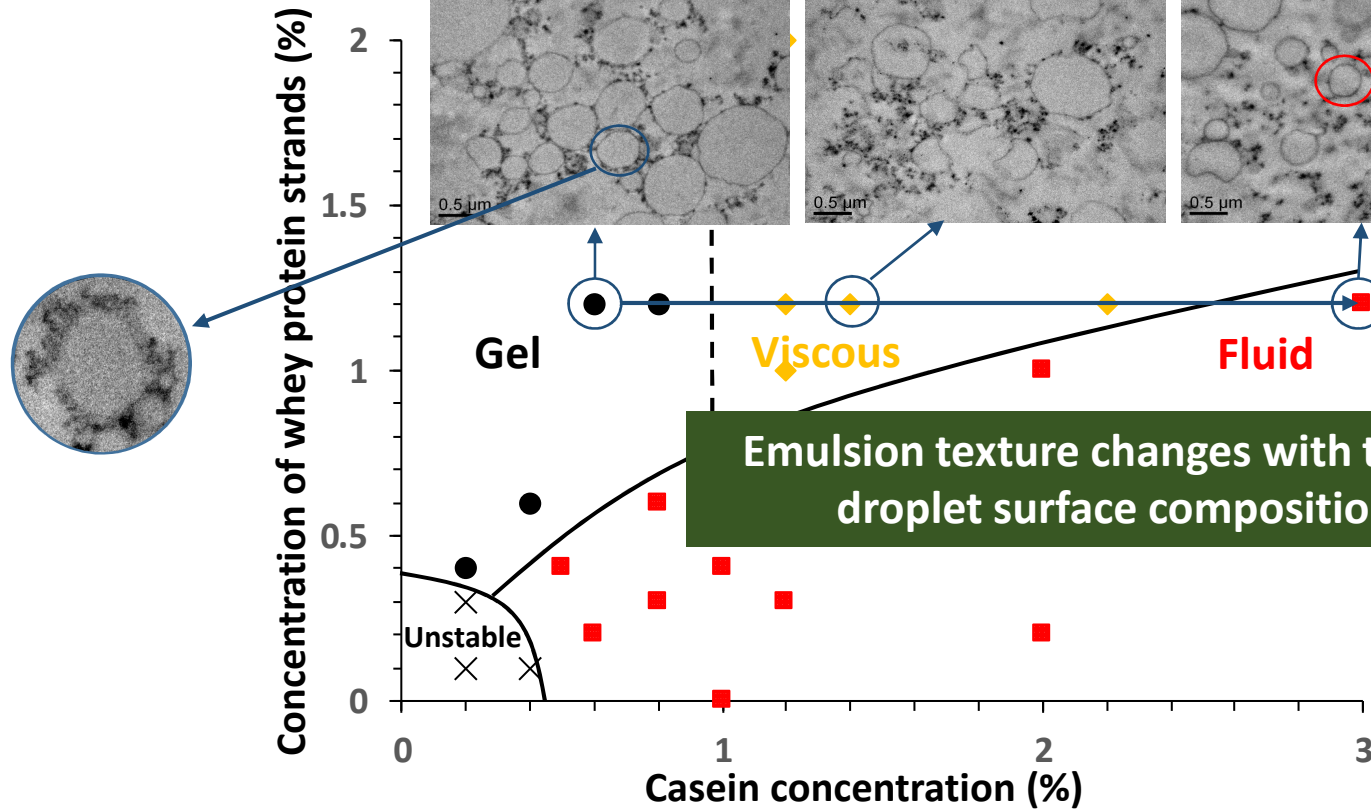 Concentration of whey protein strands (%)
2
1.5
1
0.5
0
0.5 µm
0.5 µm
0.5 µm
Gel
Viscous
Fluid
Emulsion texture changes with t
droplet surface compositio
Unstable
0
1
2
3
Casein concentration (%)